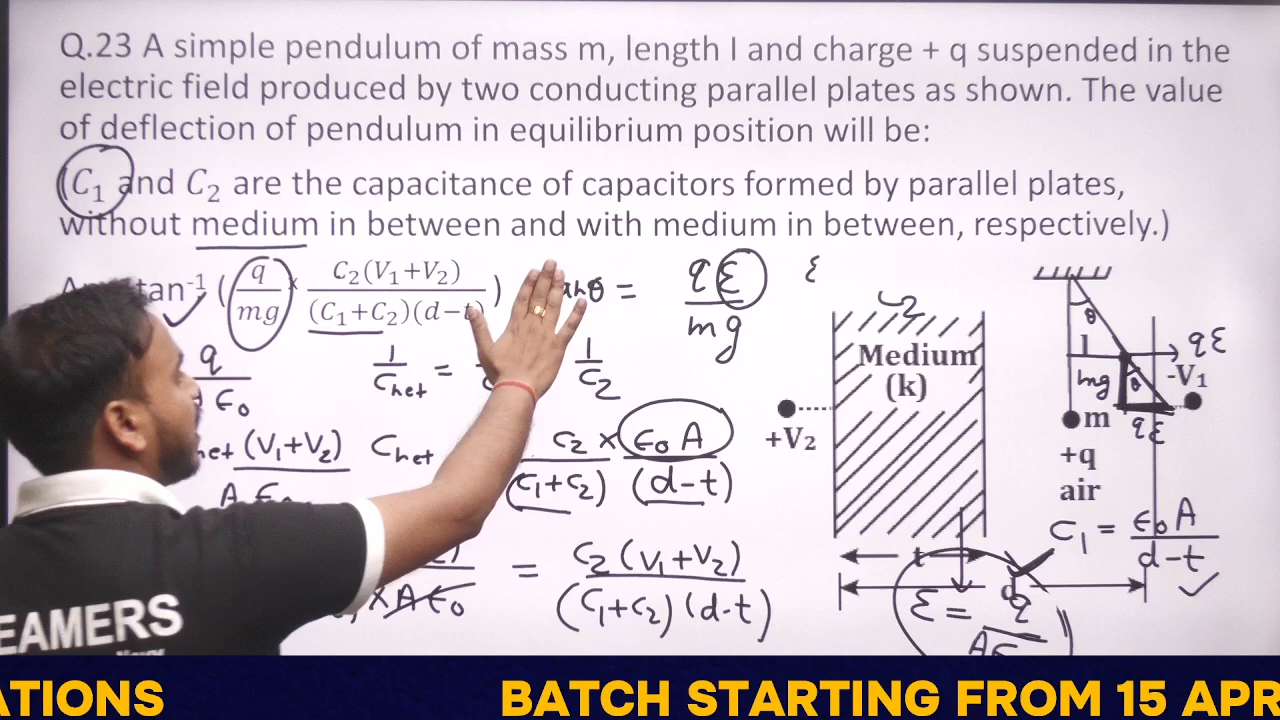 Q.23 A simple pendulum of mass m, length l and charge + q suspended in the
electric field produced by two conducting parallel plates as shown. The value
of deflection of pendulum in equilibrium position will be:
(C₁ and C₂ are the capacitance of capacitors formed by parallel plates,
without medium in between and with medium in between, respectively.)
tan⁻¹ ( q/mg × C₂(V₁+V₂)/(C₁+C₂)(d−t) )
θ = qE/mg
E
q/ ε₀
1/Cnet = 1/C₂
(V₁+V₂)/A ε₀
Cnet
C₂ × ε₀A/(C₁+C₂) (d-t)
×Aε₀ = C₂(V₁+V₂)/(C₁+C₂)(d-t)
Medium
(k)
+V₂
t
d
θ
l
qE
mg
θ
-V₁
m
qE
+q
air
C₁ = ε₀A/d-t
E = q/Aε
EAMERS
ATIONS BATCH STARTING FROM 15 APR